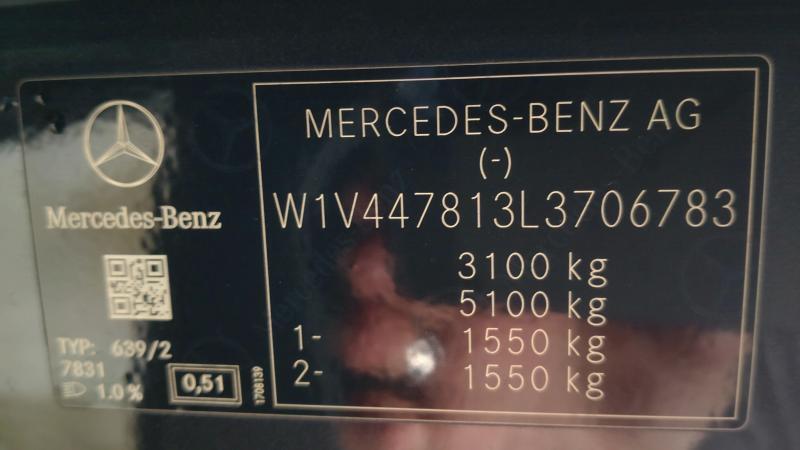 Mercedes-Benz
TYP: 639/2
7831
1.0%
0,51
1708139
MERCEDES-BENZ AG
(-)
W1V447813L3706783
3100 kg
5100 kg
1- 1550 kg
2- 1550 kg